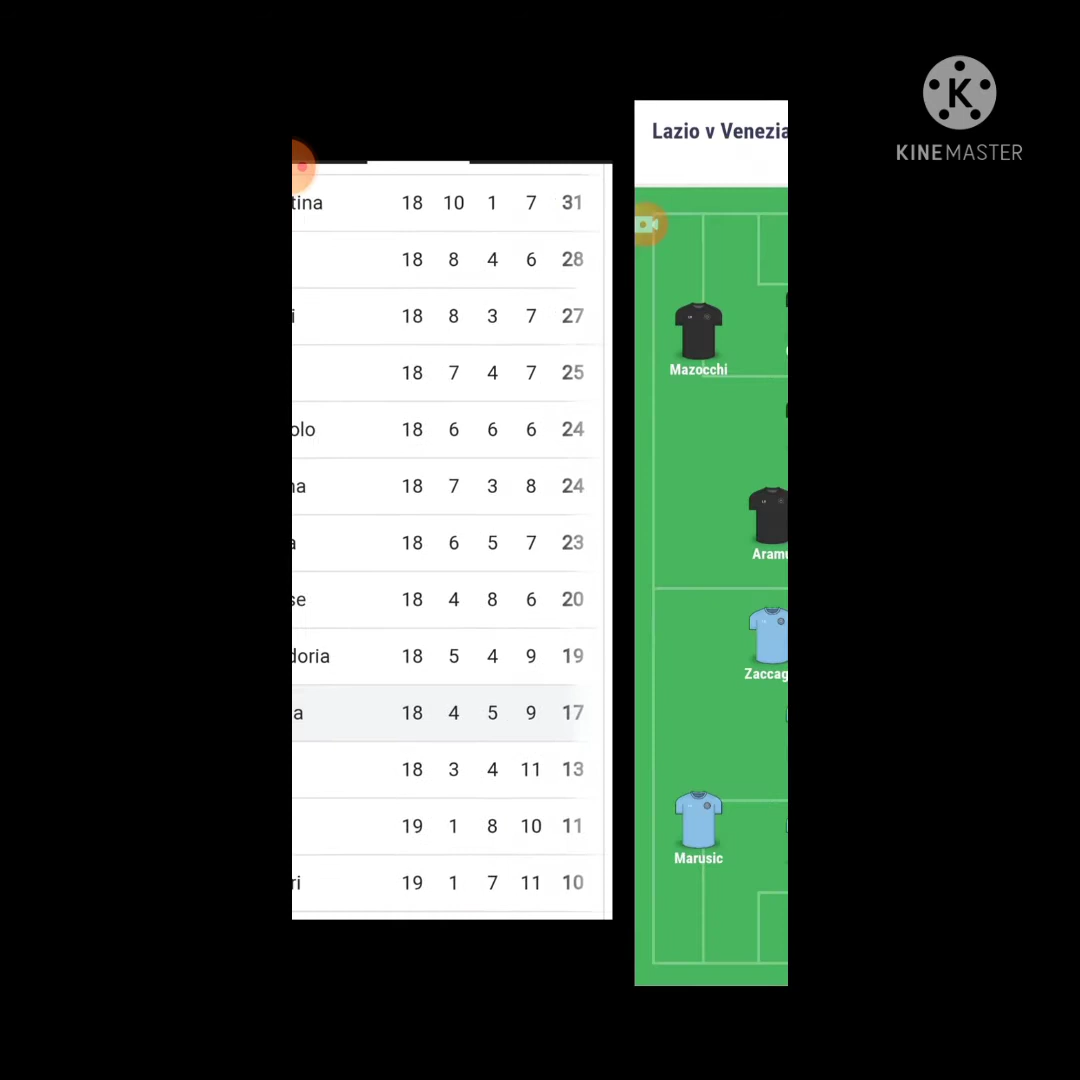 K
KINEMASTER
tina 18 10 1 7 31
18 8 4 6 28
i 18 8 3 7 27
18 7 4 7 25
olo 18 6 6 6 24
na 18 7 3 8 24
a 18 6 5 7 23
se 18 4 8 6 20
doria 18 5 4 9 19
a 18 4 5 9 17
18 3 4 11 13
19 1 8 10 11
ri 19 1 7 11 10
Lazio v Venezia
Mazocchi
Aramu
Zaccag
Marusic